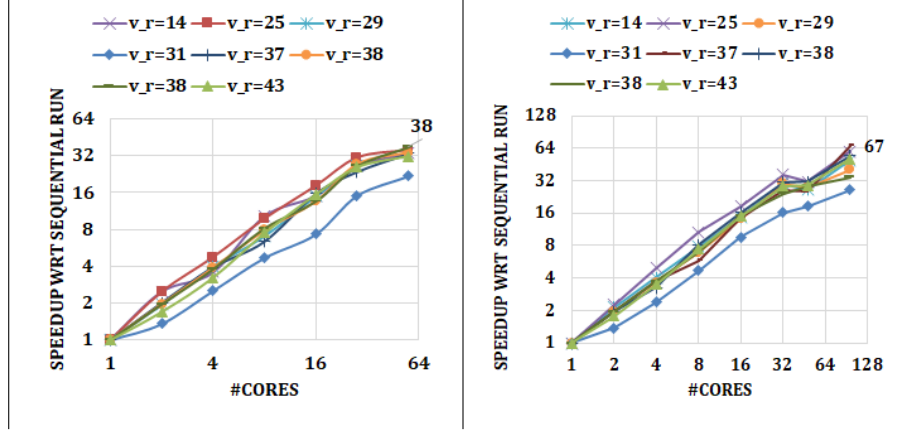 v_r=14 v_r=25 v_r=29
v_r=31 v_r=37 v_r=38
v_r=38 v_r=43
SPEEDUP WRT SEQUENTIAL RUN
64
32
16
8
4
2
1
38
1 4 16 64
#CORES
v_r=14 v_r=25 v_r=29
v_r=31 v_r=37 v_r=38
v_r=38 v_r=43
SPEEDUP WRT SEQUENTIAL RUN
128
64
32
16
8
4
2
1
67
1 2 4 8 16 32 64 128
#CORES